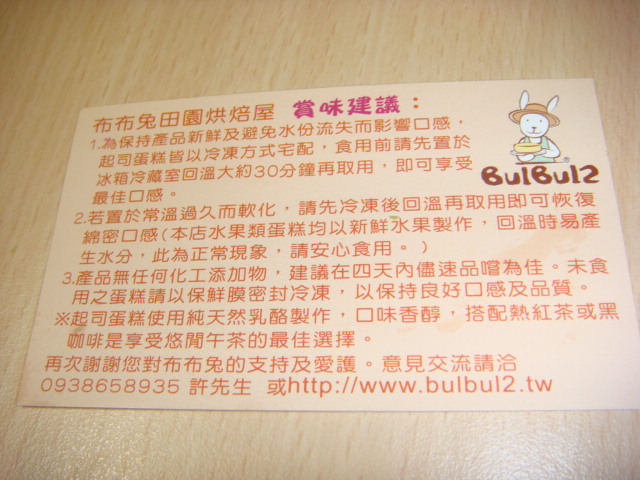 布布兔田園烘焙屋 賞味建議：
1.為保持產品新鮮及避免水份流失而影響口感，
起司蛋糕皆以冷凍方式宅配，食用前請先置於
冰箱冷藏室回溫大約30分鐘再取用，即可享受
最佳口感。
BulBul2
®
2.若置於常溫過久而軟化，請先冷凍後回溫再取用即可恢復
綿密口感(本店水果類蛋糕均以新鮮水果製作，回溫時易產
生水分，此為正常現象，請安心食用。)
3.產品無任何化工添加物，建議在四天內儘速品嚐為佳。未食
用之蛋糕請以保鮮膜密封冷凍，以保持良好口感及品質。
※起司蛋糕使用純天然乳酪製作，口味香醇，搭配熱紅茶或黑
咖啡是享受悠閒午茶的最佳選擇。
再次謝謝您對布布兔的支持及愛護。意見交流請洽
0938658935 許先生 或http://www.bulbul2.tw